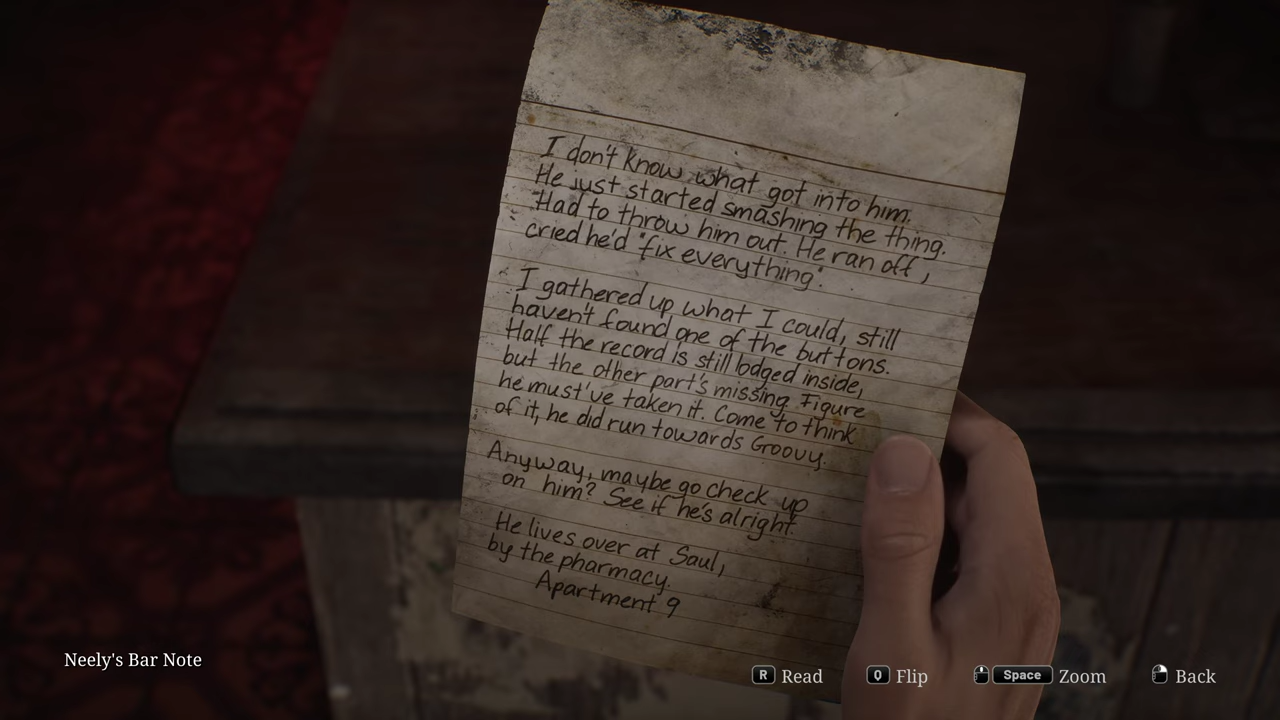 I don't know what got into him.
He just started smashing the thing.
Had to throw him out. He ran off,
cried he'd "fix everything".
I gathered up what I could, still
haven't found one of the buttons.
Half the record is still lodged inside,
but the other part's missing. Figure
he must've taken it. Come to think
of it, he did run towards Groovy.
Anyway, maybe go check up
on him? See if he's alright.
He lives over at Saul,
by the pharmacy.
Apartment 9
Neely's Bar Note
R Read Q Flip Space Zoom Back